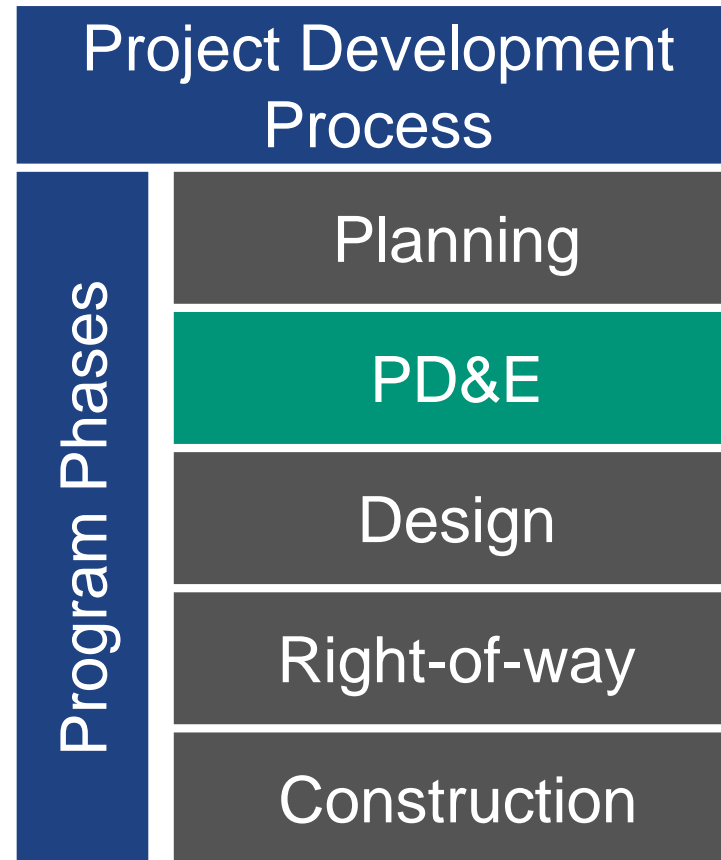 Project Development
Process
Program Phases
Planning
PD&E
Design
Right-of-way
Construction